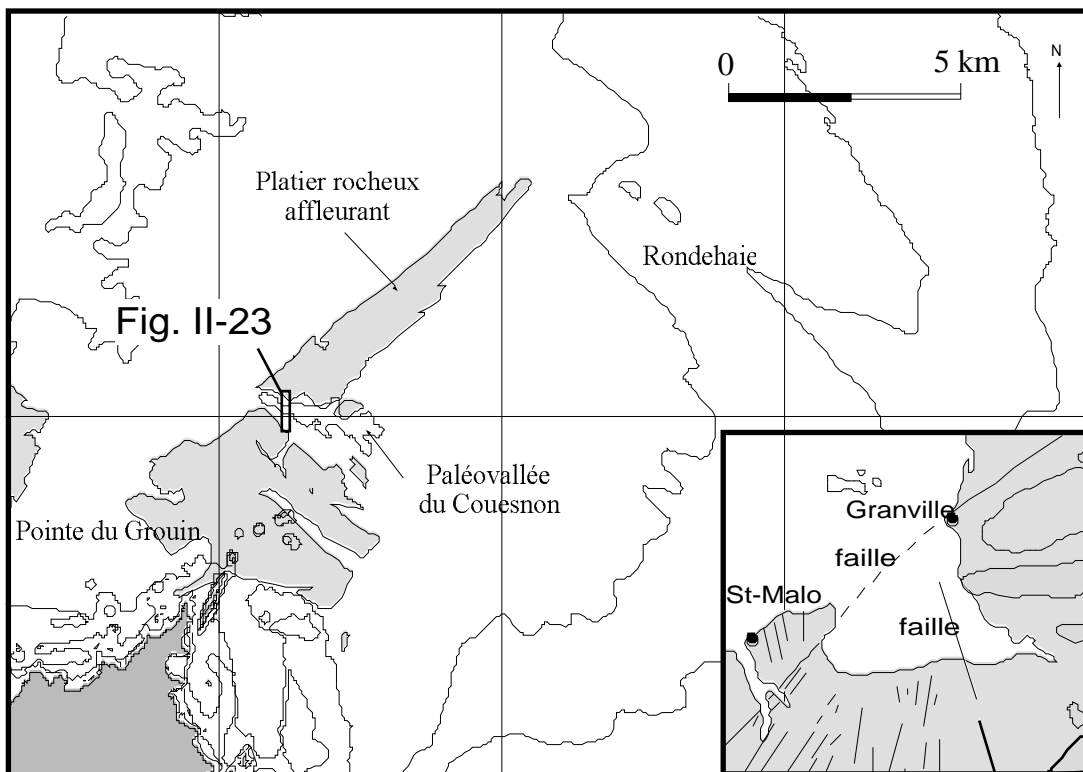 0 5 km
N
Platier rocheux
affleurant
Rondehaie
Fig. II-23
Paléovallée
du Couesnon
Pointe du Grouin
Granville
faille
St-Malo
faille